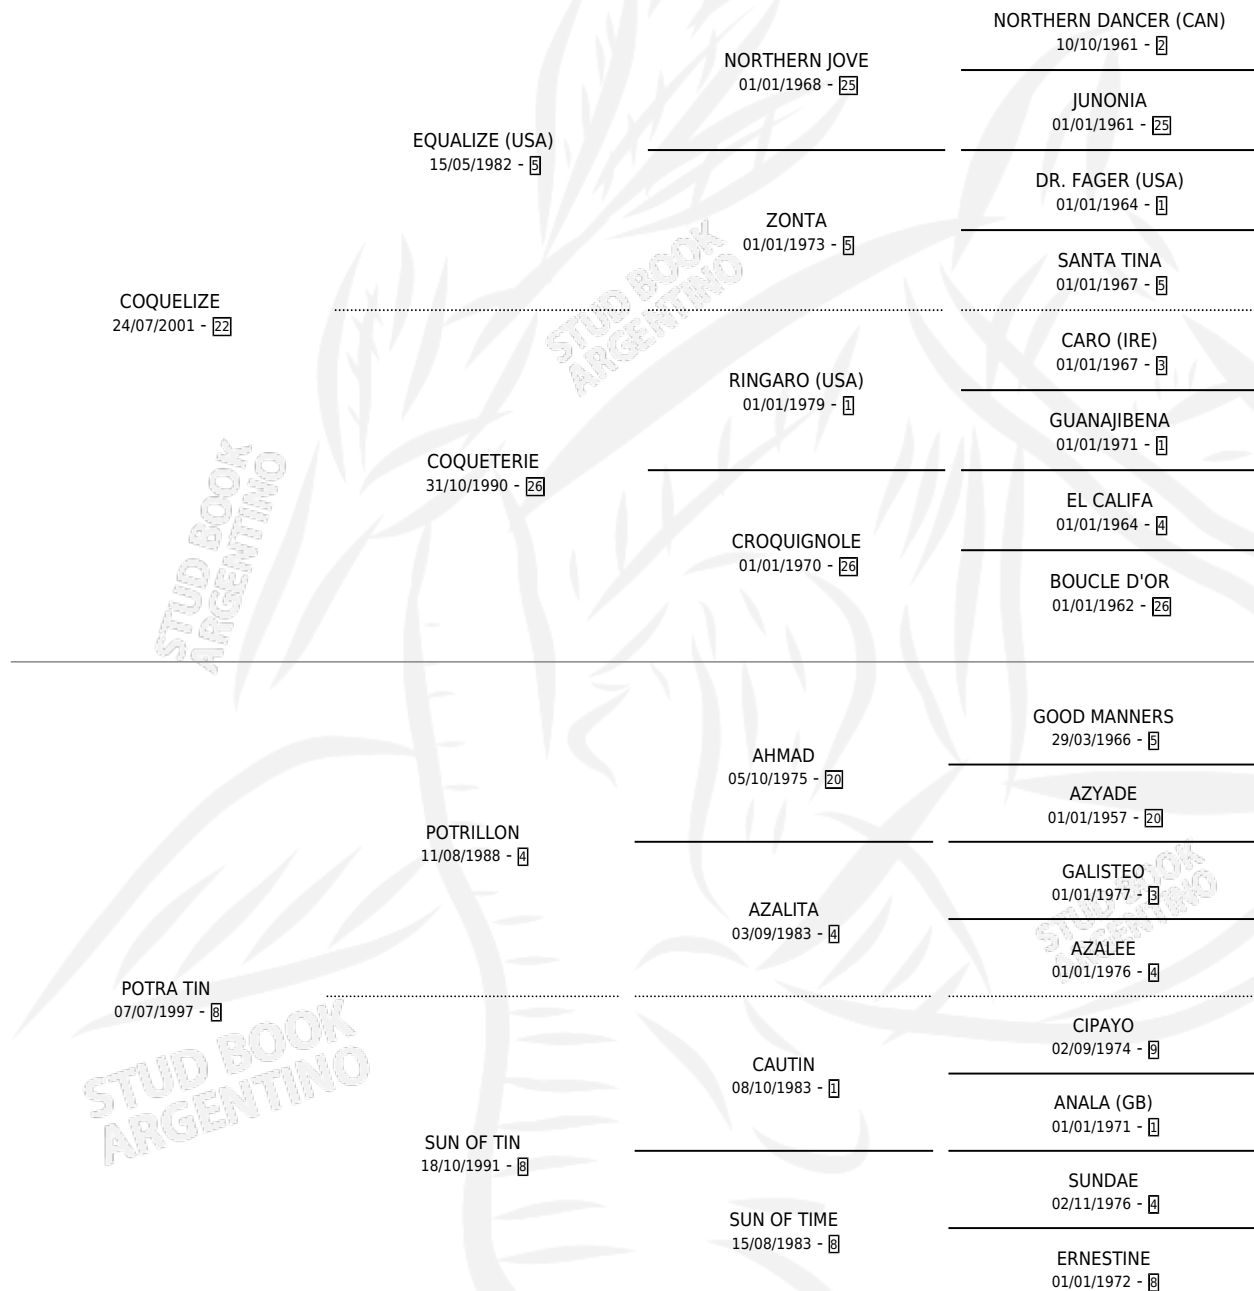 NORTHERN DANCER (CAN)
10/10/1961 - 2
NORTHERN JOVE
01/01/1968 - 25
JUNONIA
01/01/1961 - 25
EQUALIZE (USA)
15/05/1982 - 5
DR. FAGER (USA)
01/01/1964 - 1
ZONTA
01/01/1973 - 5
SANTA TINA
01/01/1967 - 5
COQUELIZE
24/07/2001 - 22
CARO (IRE)
01/01/1967 - 3
RINGARO (USA)
01/01/1979 - 1
GUANAJIBENA
01/01/1971 - 1
COQUETERIE
31/10/1990 - 26
EL CALIFA
01/01/1964 - 4
CROQUIGNOLE
01/01/1970 - 26
BOUCLE D'OR
01/01/1962 - 26
GOOD MANNERS
29/03/1966 - 5
AHMAD
05/10/1975 - 20
AZYADE
01/01/1957 - 20
POTRILLON
11/08/1988 - 4
GALISTEO
01/01/1977 - 3
AZALITA
03/09/1983 - 4
AZALEE
01/01/1976 - 4
POTRA TIN
07/07/1997 - 8
CIPAYO
02/09/1974 - 9
CAUTIN
08/10/1983 - 1
ANALA (GB)
01/01/1971 - 1
SUN OF TIN
18/10/1991 - 8
SUNDAE
02/11/1976 - 4
SUN OF TIME
15/08/1983 - 8
ERNESTINE
01/01/1972 - 8
STUD BOOK
ARGENTINO
STUD BOOK
ARGENTINO
STUD BOOK
ARGENTINO
STUD BOOK
ARGENTINO